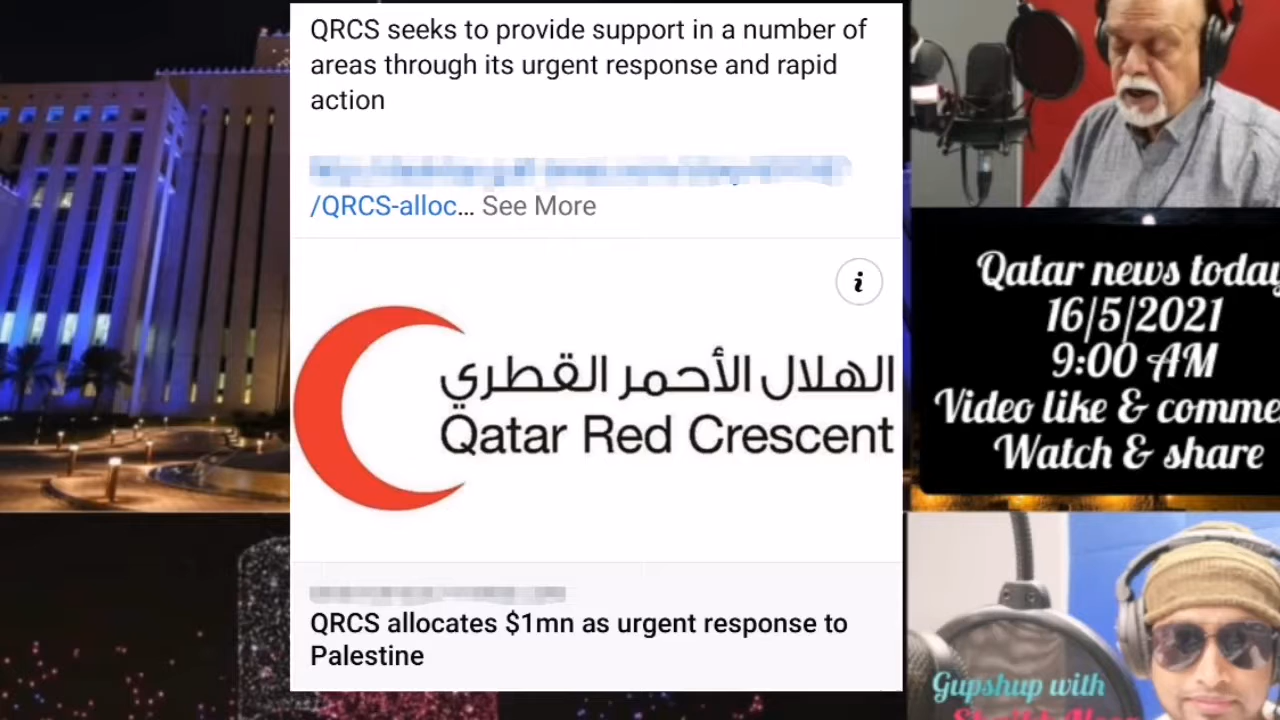 QRCS seeks to provide support in a number of
areas through its urgent response and rapid
action
/QRCS-alloc... See More
i
الهلال الأحمر القطري
Qatar Red Crescent
QRCS allocates $1mn as urgent response to
Palestine
Qatar news today
16/5/2021
9:00 AM
Video like & comme
Watch & share
Gupshup with